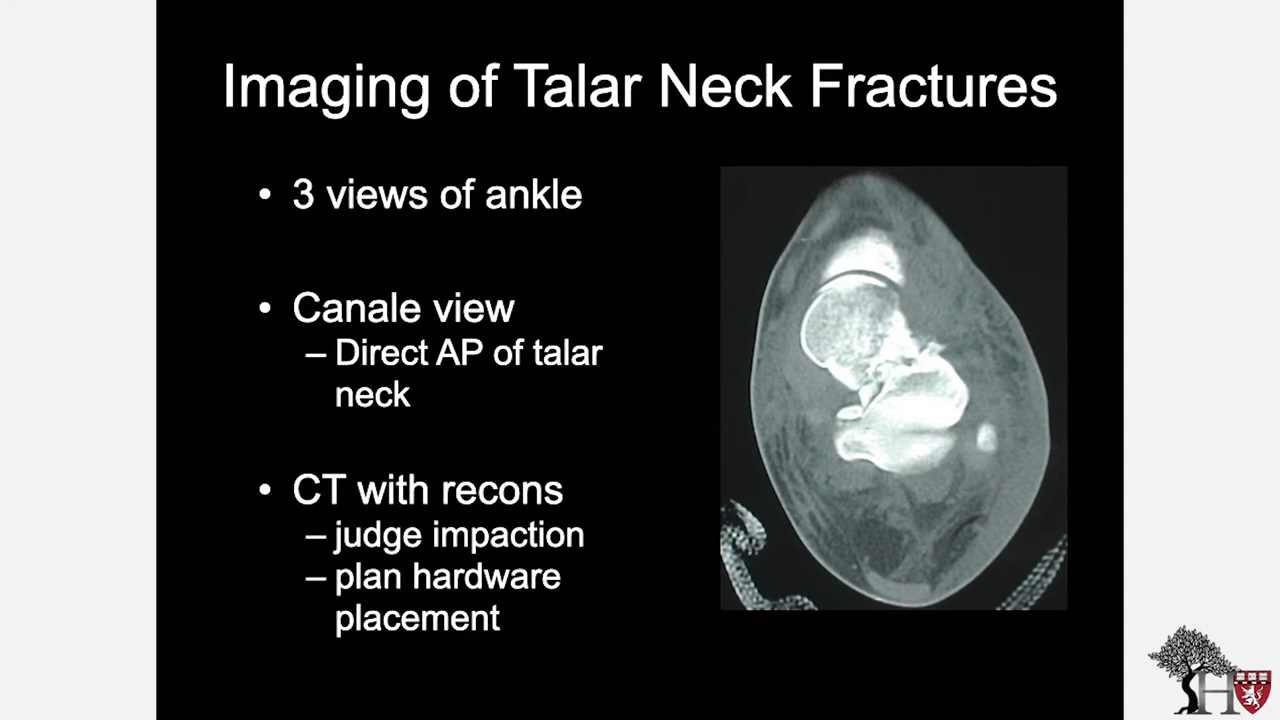 Imaging of Talar Neck Fractures
• 3 views of ankle
• Canale view
– Direct AP of talar
neck
• CT with recons
– judge impaction
– plan hardware
placement
H